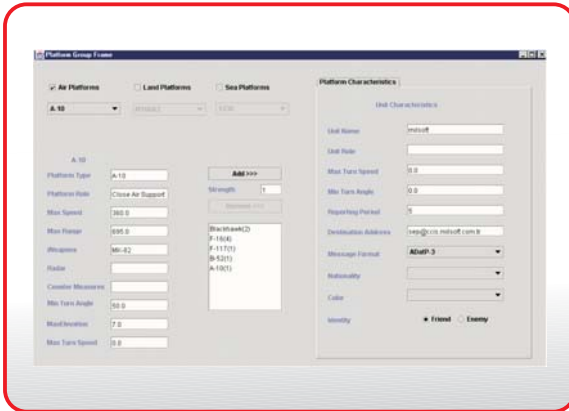 Platform Group Frame
Air Platforms
Land Platforms
Sea Platforms
A-10
A-10
Platform Type A-10
Platform Role Close Air Support
Max Speed 380.0
Max Range 695.0
Weapons MK-82
Radar
Counter Measures
Min Turn Angle 50.0
Max Elevation 7.0
Max Turn Speed 0.0
Add >>>
Strength 1
Remove <<<
Blackhawk(2)
F-16(4)
F-117(1)
B-52(1)
A-10(1)
Platform Characteristics
Unit Characteristics
Unit Name milsoft
Unit Role
Max Turn Speed 0.0
Min Turn Angle 0.0
Reporting Period 5
Destination Address
Message Format ADatP-3
Nationality
Color
Identity Friend Enemy